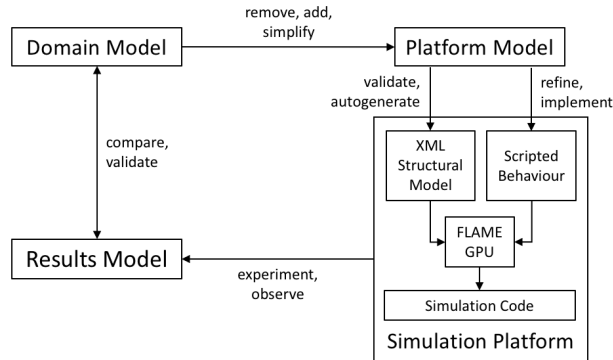 remove, add,
simplify
Domain Model
Platform Model
validate,
autogenerate
refine,
implement
XML
Structural
Model
Scripted
Behaviour
compare,
validate
FLAME
GPU
Results Model
experiment,
observe
Simulation Code
Simulation Platform